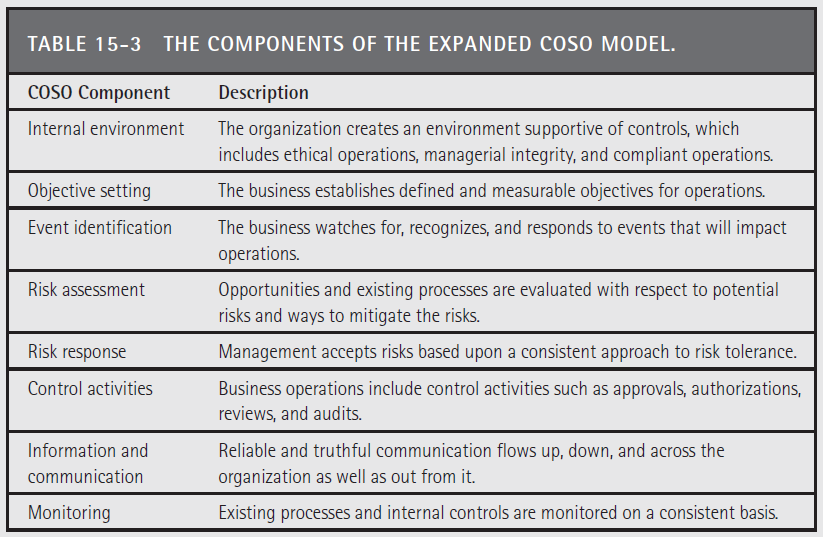 TABLE 15-3 THE COMPONENTS OF THE EXPANDED COSO MODEL.
COSO Component Description
Internal environment The organization creates an environment supportive of controls, which
includes ethical operations, managerial integrity, and compliant operations.
Objective setting The business establishes defined and measurable objectives for operations.
Event identification The business watches for, recognizes, and responds to events that will impact
operations.
Risk assessment Opportunities and existing processes are evaluated with respect to potential
risks and ways to mitigate the risks.
Risk response Management accepts risks based upon a consistent approach to risk tolerance.
Control activities Business operations include control activities such as approvals, authorizations,
reviews, and audits.
Information and Reliable and truthful communication flows up, down, and across the
communication organization as well as out from it.
Monitoring Existing processes and internal controls are monitored on a consistent basis.